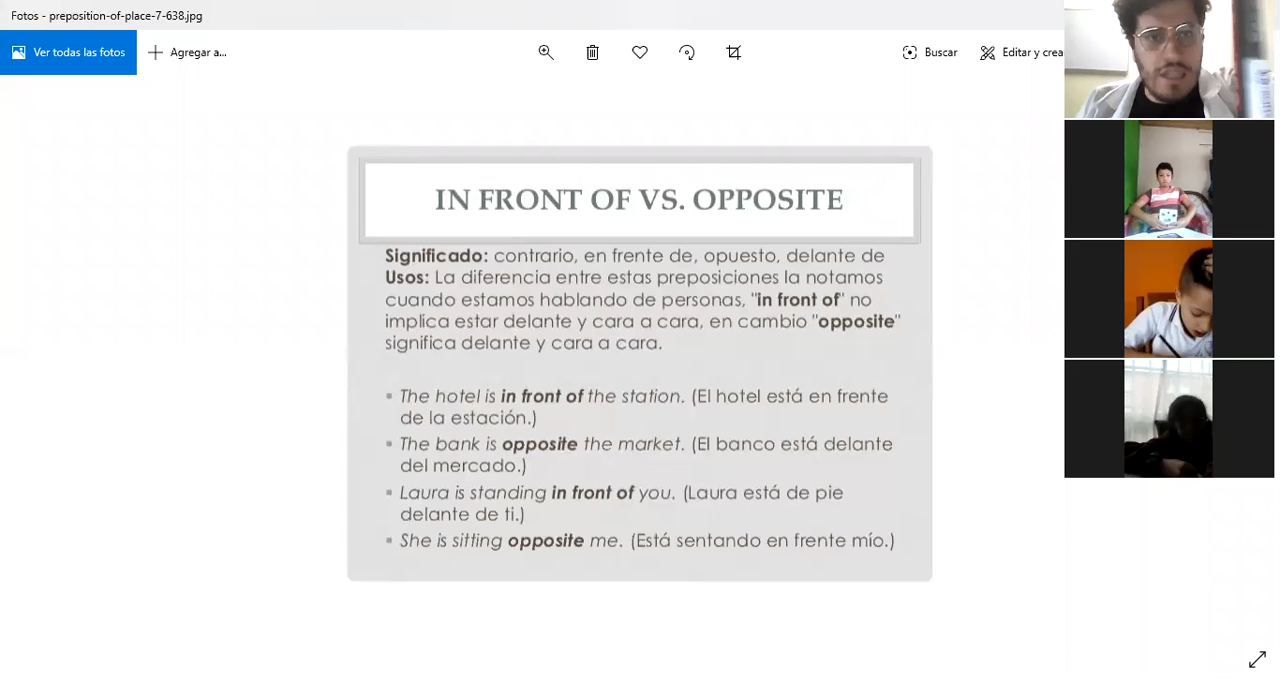 Fotos - preposition-of-place-7-638.jpg
Ver todas las fotos
Agregar a...
Buscar
Editar y crea
IN FRONT OF VS. OPPOSITE
Significado: contrario, en frente de, opuesto, delante de
Usos: La diferencia entre estas preposiciones la notamos
cuando estamos hablando de personas, "in front of" no
implica estar delante y cara a cara, en cambio "opposite"
significa delante y cara a cara.
The hotel is in front of the station. (El hotel está en frente
de la estación.)
The bank is opposite the market. (El banco está delante
del mercado.)
Laura is standing in front of you. (Laura está de pie
delante de ti.)
She is sitting opposite me. (Está sentando en frente mío.)